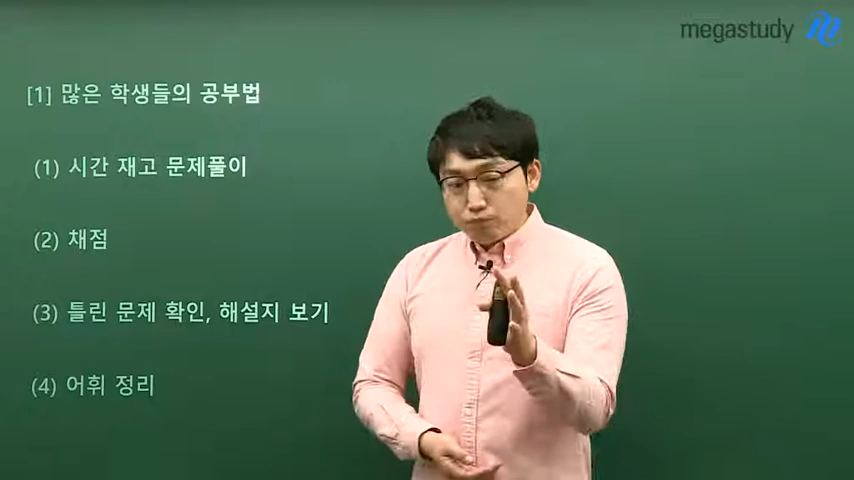 megastudy
[1] 많은 학생들의 공부법
(1) 시간 재고 문제풀이
(2) 채점
(3) 틀린 문제 확인, 해설지 보기
(4) 어휘 정리